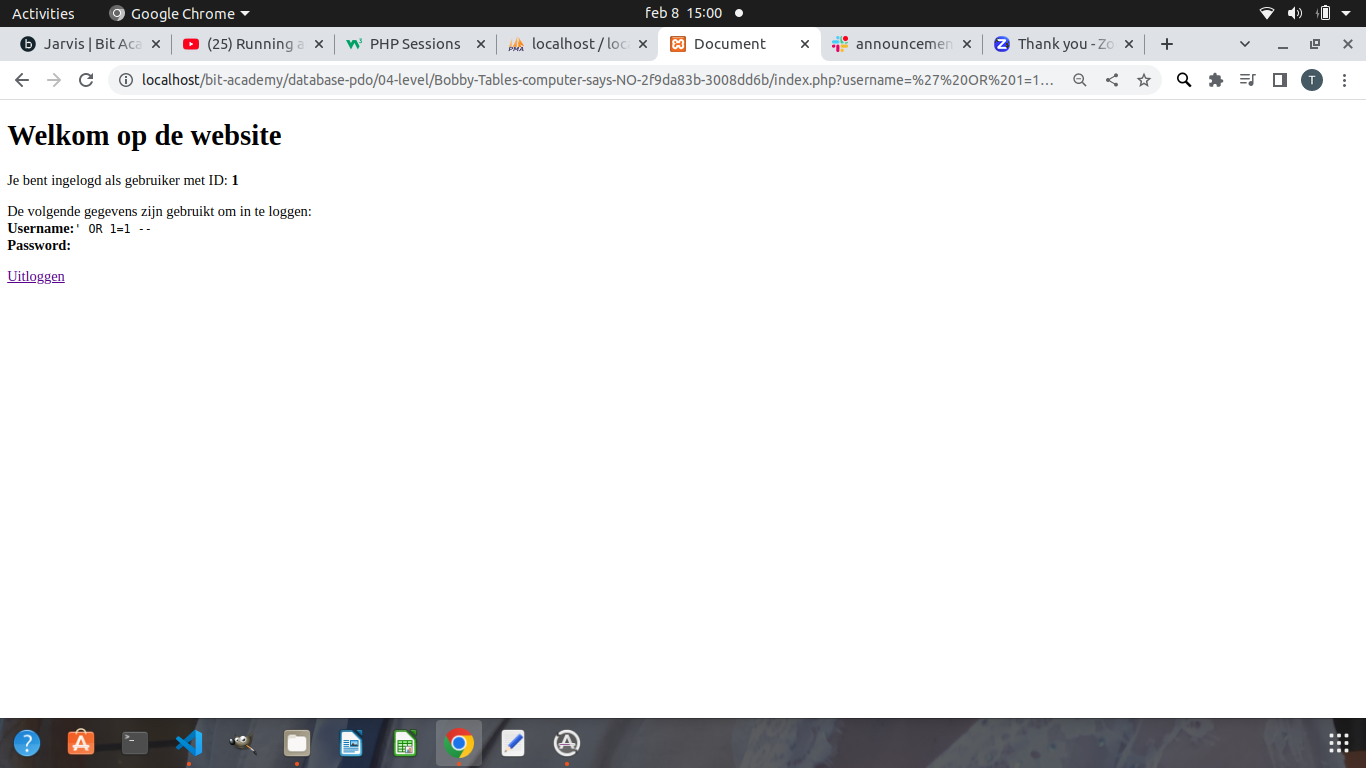 Activities Google Chrome feb 8 15:00
Jarvis | Bit Aca (25) Running a PHP Sessions localhost / loca Document announcemen Thank you - Zo
localhost/bit-academy/database-pdo/04-level/Bobby-Tables-computer-says-NO-2f9da83b-3008dd6b/index.php?username=%27%20OR%201=1... T
Welkom op de website
Je bent ingelogd als gebruiker met ID: 1
De volgende gegevens zijn gebruikt om in te loggen:
Username:' OR 1=1 --
Password:
Uitloggen